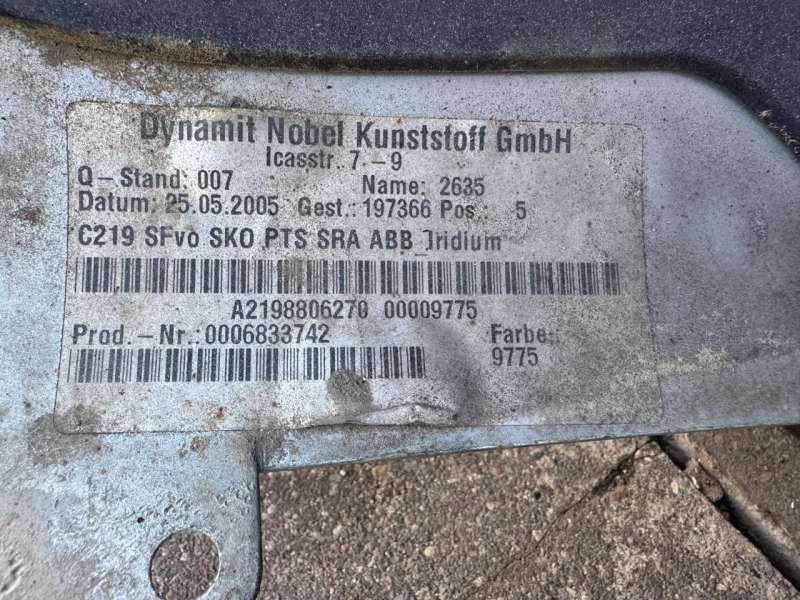 Dynamit Nobel Kunststoff GmbH
Icasstr. 7-9
Q-Stand: 007 Name: 2635
Datum: 25.05.2005 Gest.: 197366 Pos.: 5
C219 SFvo SKO PTS SRA ABB Iridium
A2198806270 00009775
Prod.-Nr.:0006833742 Farbe:
9775